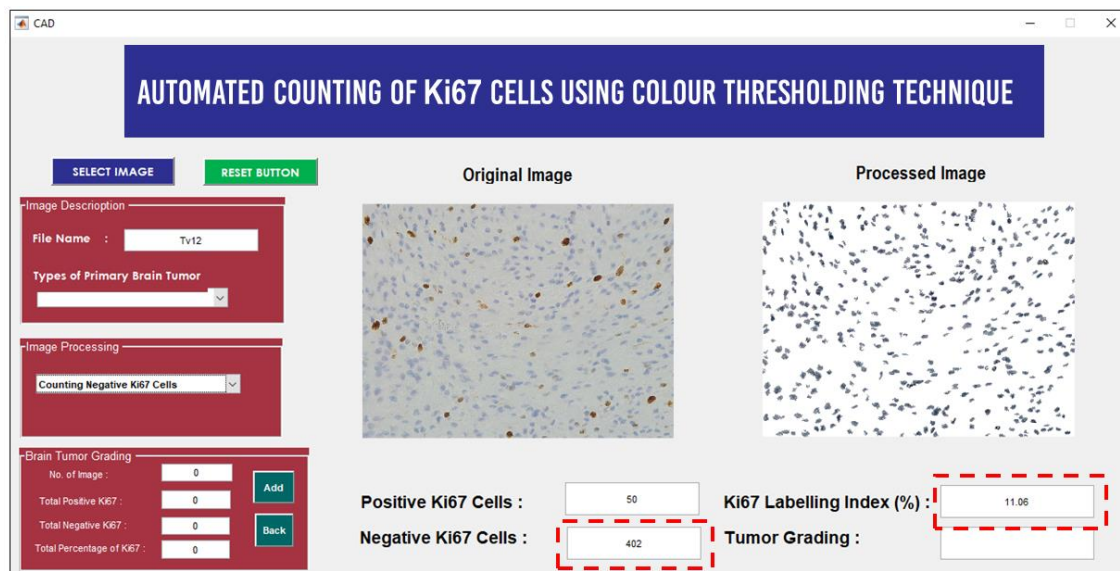 CAD
AUTOMATED COUNTING OF Ki67 CELLS USING COLOUR THRESHOLDING TECHNIQUE
SELECT IMAGE
RESET BUTTON
Original Image
Processed Image
Image Descrioption
File Name :
Tv12
Types of Primary Brain Tumor
Image Processing
Counting Negative Ki67 Cells
Brain Tumor Grading
No. of Image :
0
Total Positive Ki67 :
0
Total Negative Ki67 :
0
Total Percentage of Ki67 :
0
Add
Back
Positive Ki67 Cells :
50
Negative Ki67 Cells :
402
Ki67 Labelling Index (%) :
11.06
Tumor Grading :